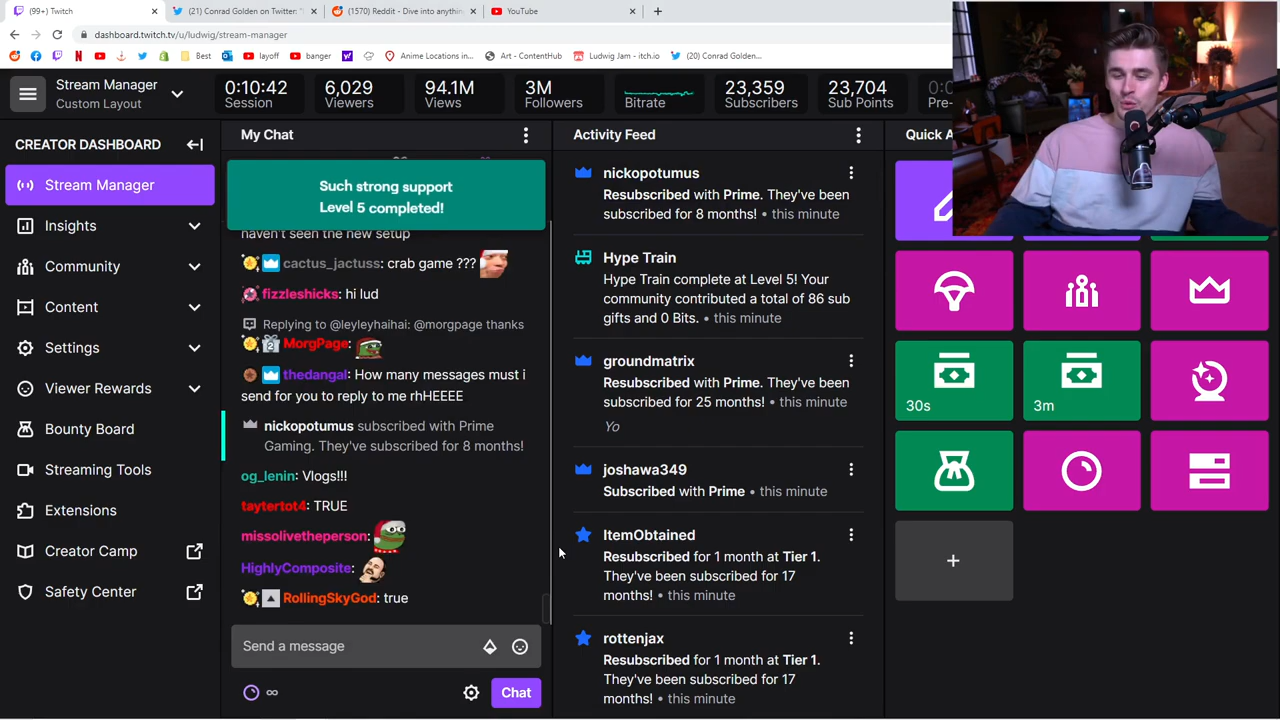 (99+) Twitch
(21) Conrad Golden on Twitter: "
(1570) Reddit - Dive into anythin
YouTube
dashboard.twitch.tv/u/ludwig/stream-manager
Best
layoff
banger
Anime Locations in...
Art - ContentHub
Ludwig Jam - itch.io
(20) Conrad Golden...
Stream Manager
Custom Layout
0:10:42
Session
6,029
Viewers
94.1M
Views
3M
Followers
Bitrate
23,359
Subscribers
23,704
Sub Points
0:0
Pre-
CREATOR DASHBOARD
Stream Manager
Insights
Community
Content
Settings
Viewer Rewards
Bounty Board
Streaming Tools
Extensions
Creator Camp
Safety Center
My Chat
Such strong support
Level 5 completed!
haven't seen the new setup
cactus_jactuss: crab game ???
fizzleshicks: hi lud
Replying to @leyleyhaihai: @morgpage thanks
2 MorgPage:
thedangal: How many messages must i
send for you to reply to me rhHEEEE
nickopotumus subscribed with Prime
Gaming. They've subscribed for 8 months!
og_lenin: Vlogs!!!
taytertot4: TRUE
missolivetheperson:
HighlyComposite:
RollingSkyGod: true
Send a message
∞
Chat
Activity Feed
nickopotumus
Resubscribed with Prime. They've been
subscribed for 8 months! • this minute
Hype Train
Hype Train complete at Level 5! Your
community contributed a total of 86 sub
gifts and 0 Bits. • this minute
groundmatrix
Resubscribed with Prime. They've been
subscribed for 25 months! • this minute
Yo
joshawa349
Subscribed with Prime • this minute
ItemObtained
Resubscribed for 1 month at Tier 1.
They've been subscribed for 17
months! • this minute
rottenjax
Resubscribed for 1 month at Tier 1.
They've been subscribed for 17
months! • this minute
Quick A
30s
3m
+